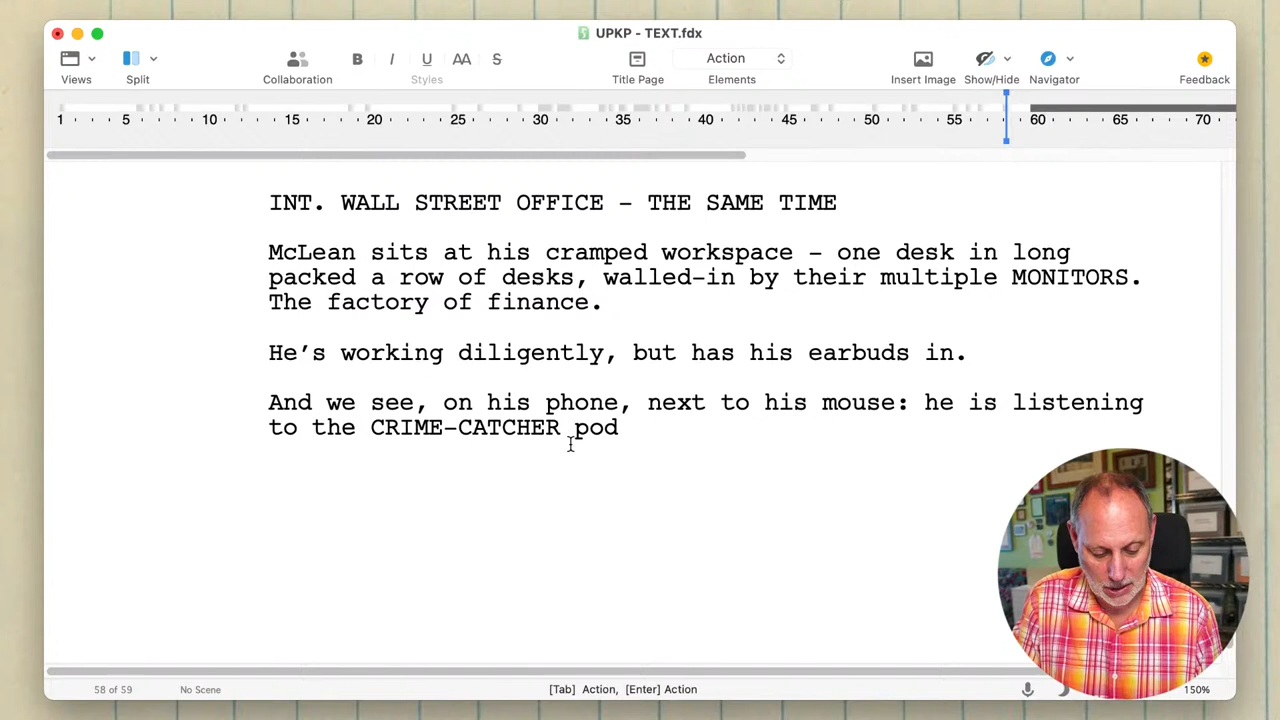 UPKP - TEXT.fdx
B I U AA S Action
Views Split Collaboration Styles Title Page Elements Insert Image Show/Hide Navigator Feedback
1 5 10 15 20 25 30 35 40 45 50 55 60 65 70
INT. WALL STREET OFFICE - THE SAME TIME
McLean sits at his cramped workspace - one desk in long
packed a row of desks, walled-in by their multiple MONITORS.
The factory of finance.
He's working diligently, but has his earbuds in.
And we see, on his phone, next to his mouse: he is listening
to the CRIME-CATCHER pod
58 of 59 No Scene [Tab] Action, [Enter] Action 150%